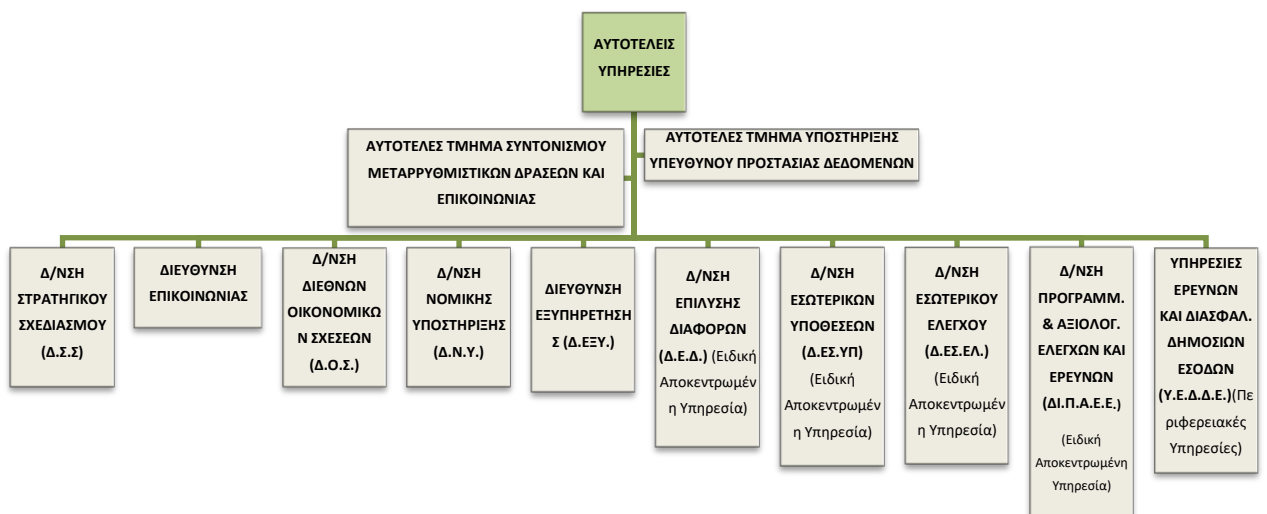 ΑΥΤΟΤΕΛΕΙΣ
ΥΠΗΡΕΣΙΕΣ
ΑΥΤΟΤΕΛΕΣ ΤΜΗΜΑ ΣΥΝΤΟΝΙΣΜΟΥ
ΜΕΤΑΡΡΥΘΜΙΣΤΙΚΩΝ ΔΡΑΣΕΩΝ ΚΑΙ
ΕΠΙΚΟΙΝΩΝΙΑΣ
ΑΥΤΟΤΕΛΕΣ ΤΜΗΜΑ ΥΠΟΣΤΗΡΙΞΗΣ
ΥΠΕΥΘΥΝΟΥ ΠΡΟΣΤΑΣΙΑΣ ΔΕΔΟΜΕΝΩΝ
Δ/ΝΣΗ
ΣΤΡΑΤΗΓΙΚΟΥ
ΣΧΕΔΙΑΣΜΟΥ
(Δ.Σ.Σ)
ΔΙΕΥΘΥΝΣΗ
ΕΠΙΚΟΙΝΩΝΙΑΣ
Δ/ΝΣΗ
ΔΙΕΘΝΩΝ
ΟΙΚΟΝΟΜΙΚΩ
Ν ΣΧΕΣΕΩΝ
(Δ.Ο.Σ.)
Δ/ΝΣΗ
ΝΟΜΙΚΗΣ
ΥΠΟΣΤΗΡΙΞΗΣ
(Δ.Ν.Υ.)
ΔΙΕΥΘΥΝΣΗ
ΕΞΥΠΗΡΕΤΗΣΗ
Σ (Δ.ΕΞΥ.)
Δ/ΝΣΗ
ΕΠΙΛΥΣΗΣ
ΔΙΑΦΟΡΩΝ
(Δ.Ε.Δ.) (Ειδική
Αποκεντρωμέν
η Υπηρεσία)
Δ/ΝΣΗ
ΕΣΩΤΕΡΙΚΩΝ
ΥΠΟΘΕΣΕΩΝ
(Δ.ΕΣ.ΥΠ)
(Ειδική
Αποκεντρωμέν
η Υπηρεσία)
Δ/ΝΣΗ
ΕΣΩΤΕΡΙΚΟΥ
ΕΛΕΓΧΟΥ
(Δ.ΕΣ.ΕΛ.)
(Ειδική
Αποκεντρωμέν
η Υπηρεσία)
Δ/ΝΣΗ
ΠΡΟΓΡΑΜΜ.
& ΑΞΙΟΛΟΓ.
ΕΛΕΓΧΩΝ ΚΑΙ
ΕΡΕΥΝΩΝ
(ΔΙ.Π.Α.Ε.Ε.)
(Ειδική
Αποκεντρωμένη
Υπηρεσία)
ΥΠΗΡΕΣΙΕΣ
ΕΡΕΥΝΩΝ
ΚΑΙ ΔΙΑΣΦΑΛ.
ΔΗΜΟΣΙΩΝ
ΕΣΟΔΩΝ
(Υ.Ε.Δ.Δ.Ε.)(Πε
ριφερειακές
Υπηρεσίες)